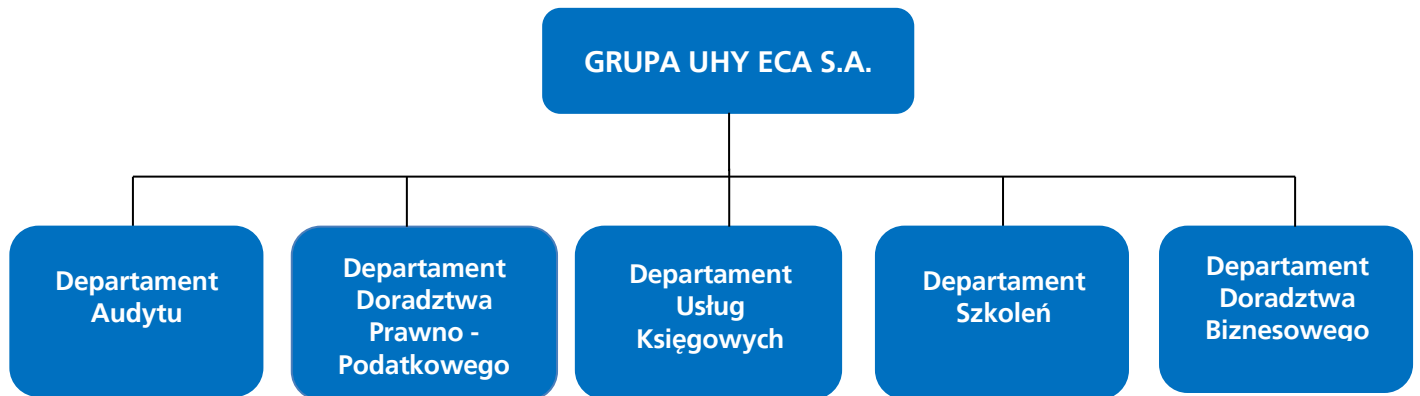 GRUPA UHY ECA S.A.
Departament
Audytu
Departament
Doradztwa
Prawno -
Podatkowego
Departament
Usług
Księgowych
Departament
Szkoleń
Departament
Doradztwa
Biznesowego